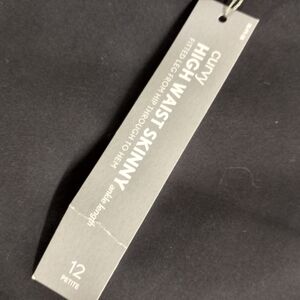 curvy
HIGH WAIST SKINNY ankle length
FITTED LEG FROM HIP THROUGH TO HEM
12
PETITE